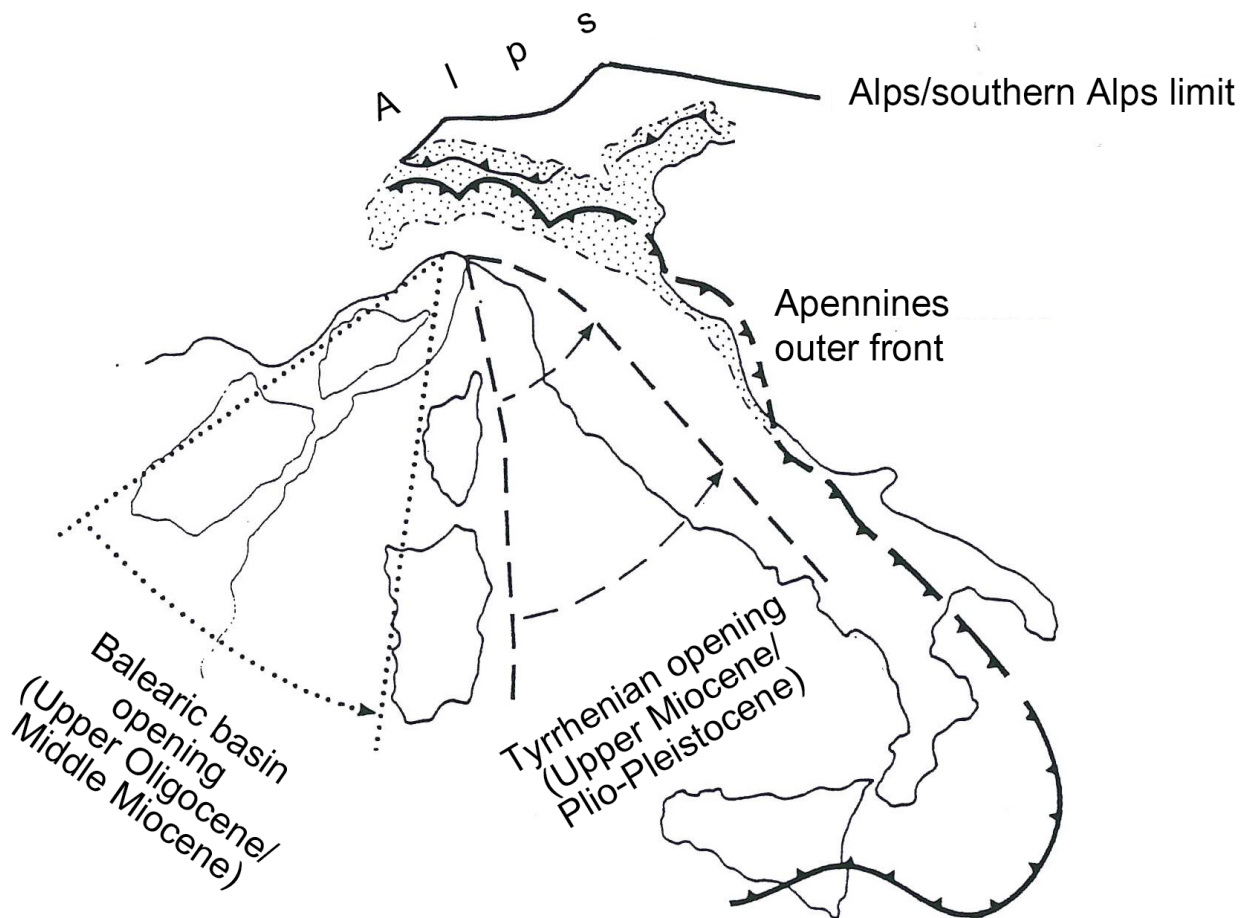 Alps
Alps/southern Alps limit
Apennines
outer front
Balearic basin
opening
(Upper Oligocene/
Middle Miocene)
Tyrrhenian opening
(Upper Miocene/
Plio-Pleistocene)